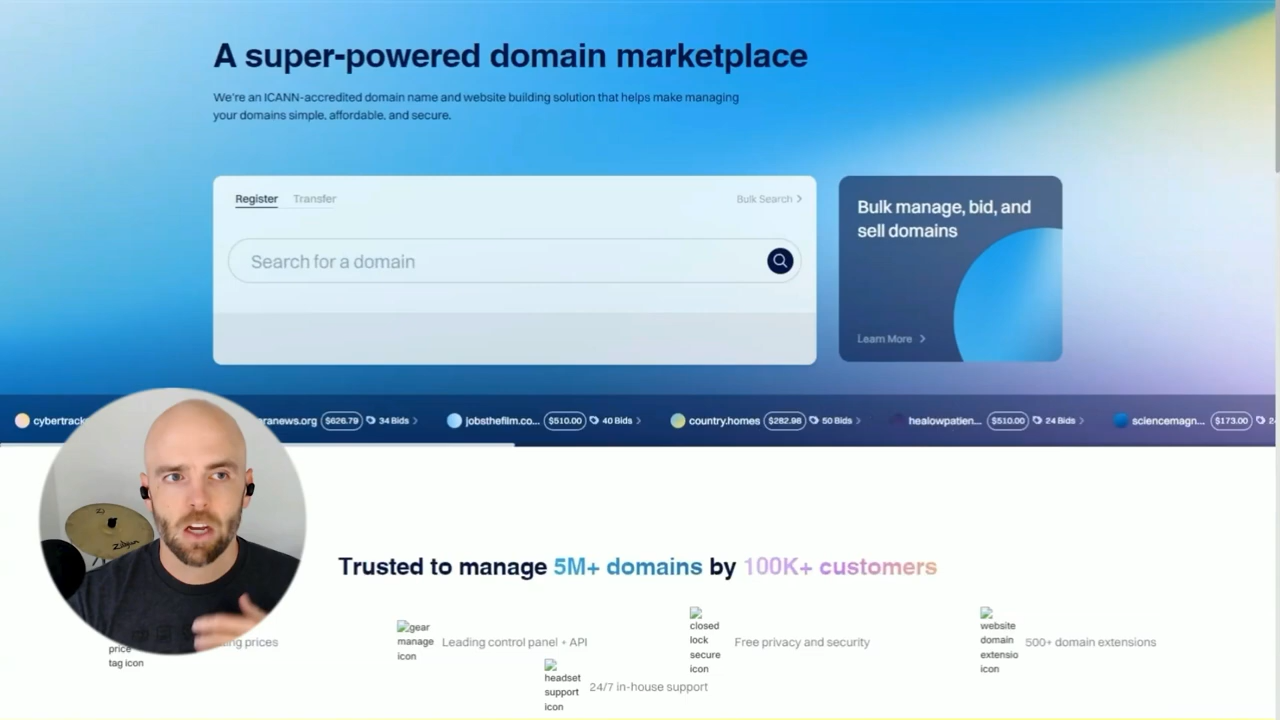 A super-powered domain marketplace
We're an ICANN-accredited domain name and website building solution that helps make managing
your domains simple, affordable, and secure.
Register Transfer Bulk Search
Search for a domain
Bulk manage, bid, and
sell domains
Learn More
$626.79 34 Bids jobsthefilm.co... $510.00 40 Bids country.homes $282.98 50 Bids healowpatien... $510.00 24 Bids sciencemagn... $173.00
Zildjian
Trusted to manage 5M+ domains by 100K+ customers
price
tag icon
prices
gear
manage
icon
Leading control panel + API
closed
lock
secure
icon
Free privacy and security
website
domain
extensio
icon
500+ domain extensions
headset
support
icon
24/7 in-house support